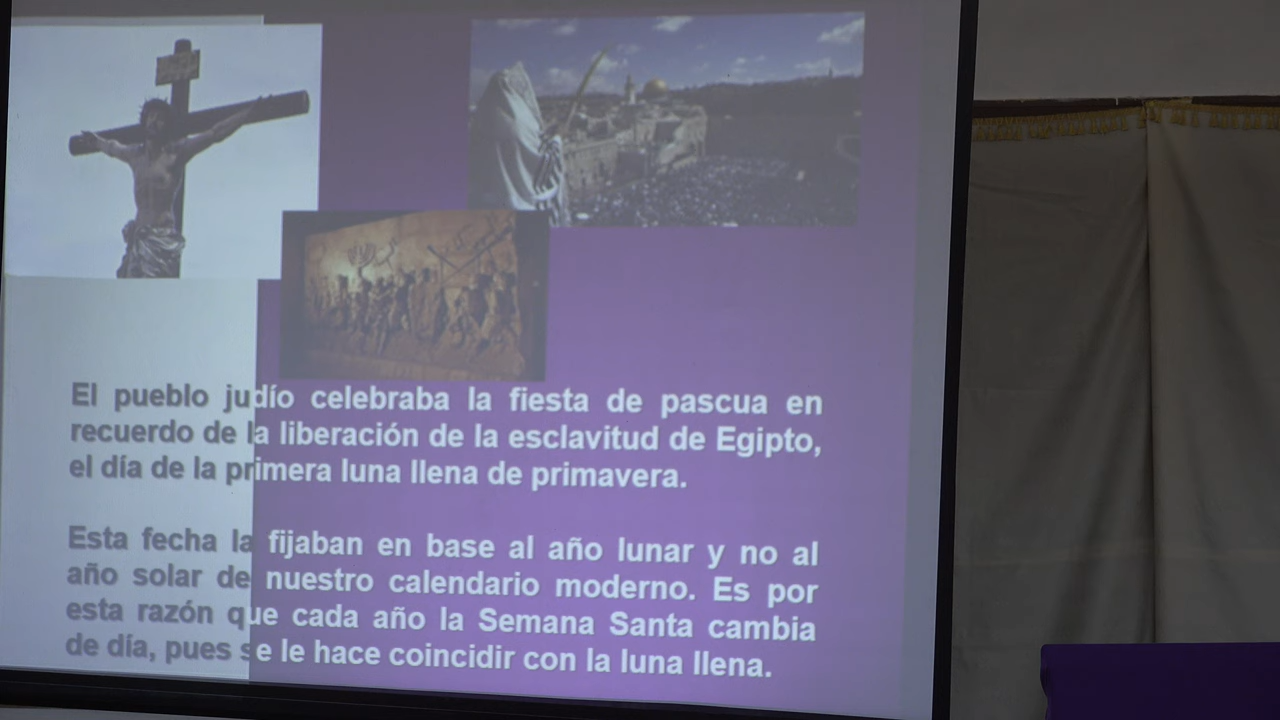 El pueblo judío celebraba la fiesta de pascua en
recuerdo de la liberación de la esclavitud de Egipto,
el día de la primera luna llena de primavera.
Esta fecha la fijaban en base al año lunar y no al
año solar de nuestro calendario moderno. Es por
esta razón que cada año la Semana Santa cambia
de día, pues se le hace coincidir con la luna llena.